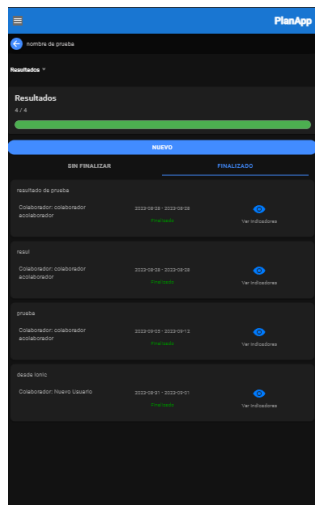 PlanApp
nombre de prueba
Resultados
Resultados
4 / 4
NUEVO
SIN FINALIZAR
FINALIZADO
resultado de prueba
Colaborador: colaborador
acolaborador
Finalizado
Ver Indicadores
resul
Colaborador: colaborador
acolaborador
Finalizado
Ver Indicadores
prueba
Colaborador: colaborador
acolaborador
Finalizado
Ver Indicadores
desde ionic
Colaborador: Nuevo Usuario
Finalizado
Ver Indicadores